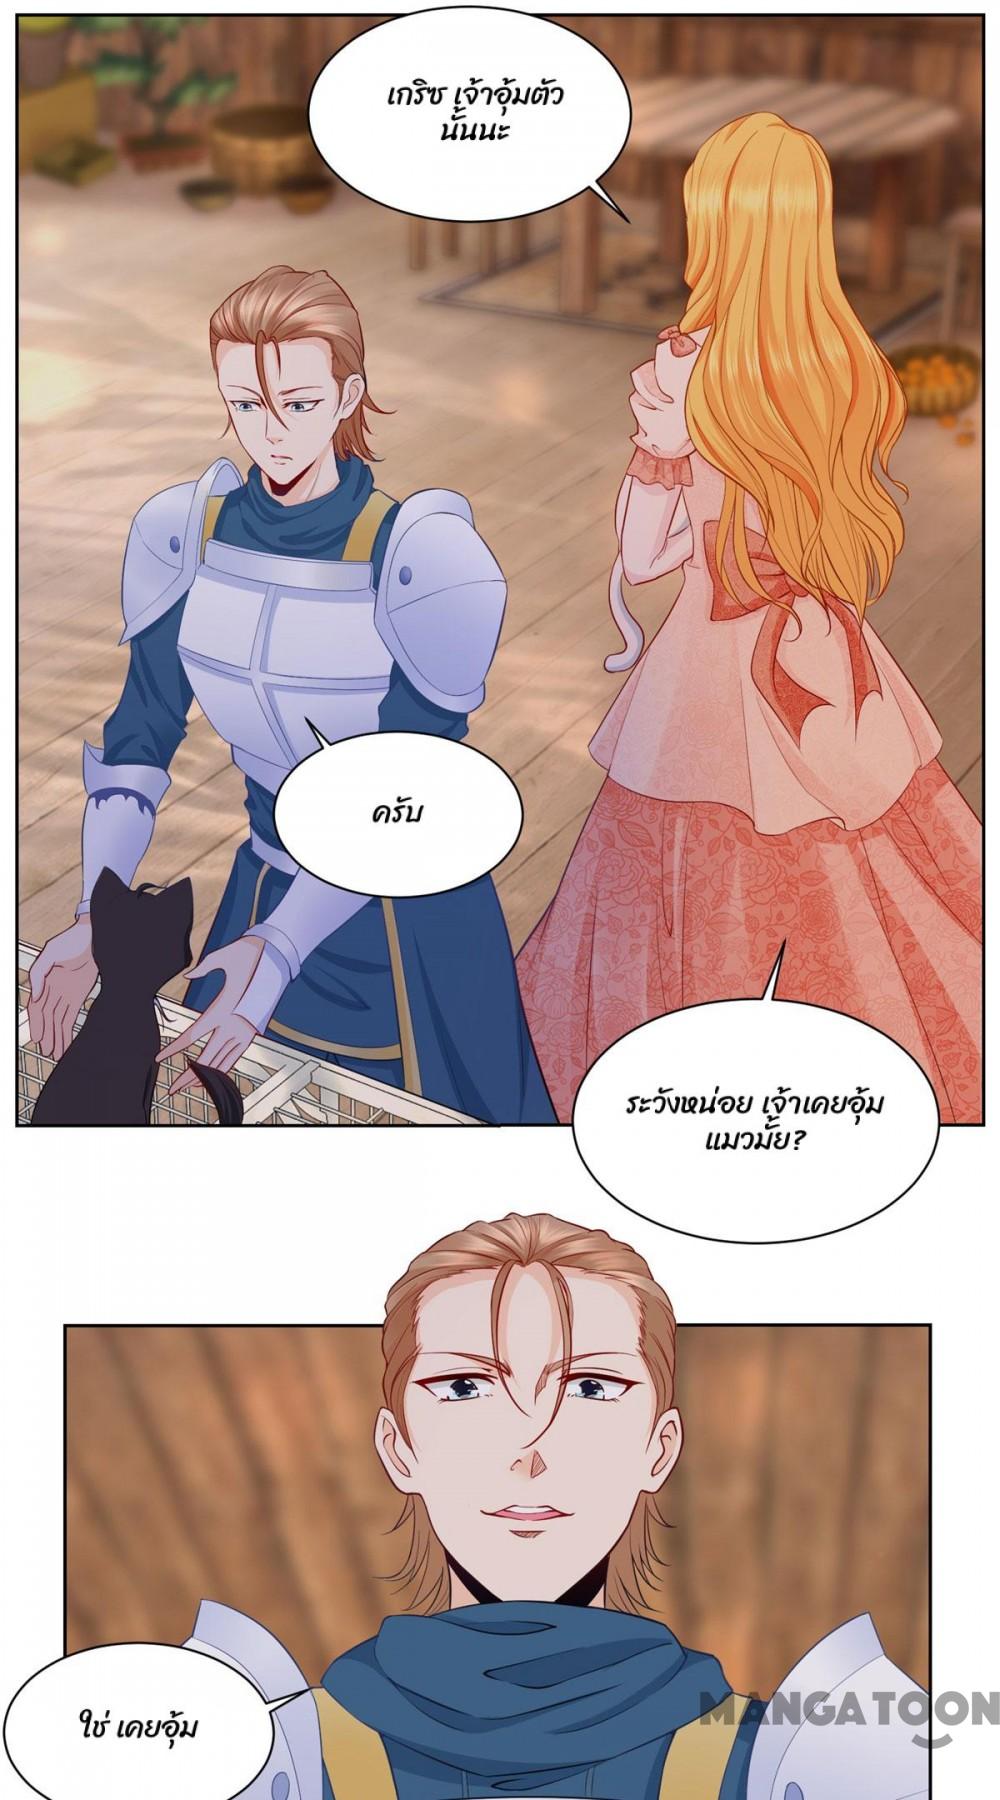 เกริซ เจ้าอุ้มตัว
นั้นนะ
ครับ
ระวังหน่อย เจ้าเคยอุ้ม
แมวมั้ย?
ใช่ เคยอุ้ม
MANGATOON